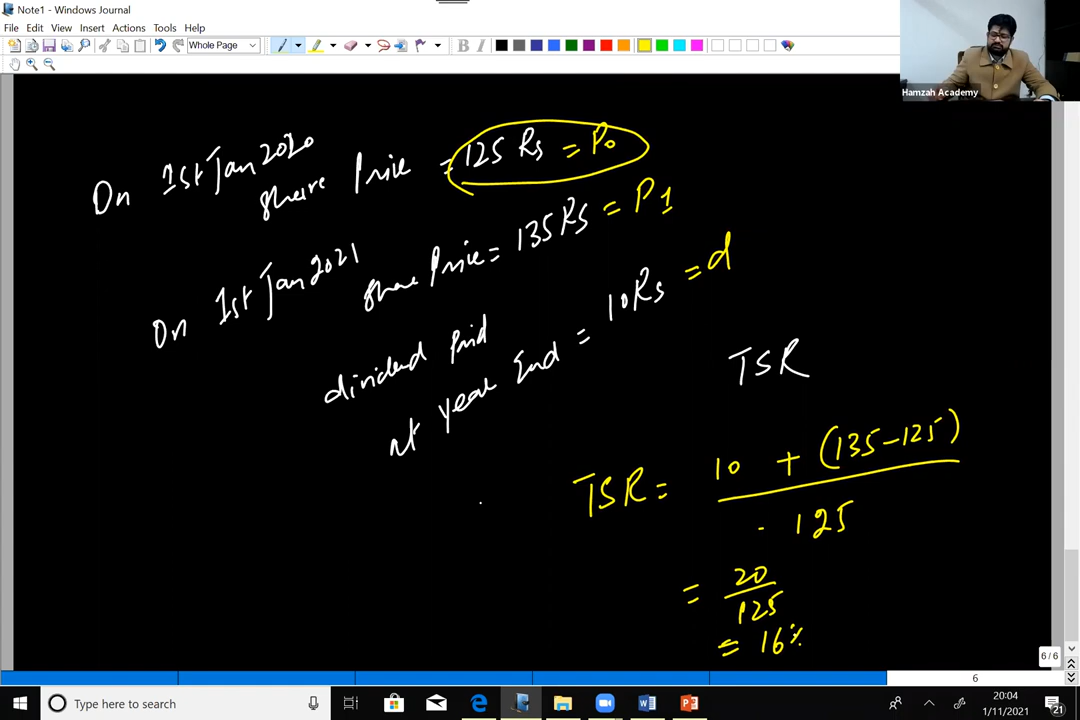 Note1 - Windows Journal
File Edit View Insert Actions Tools Help
Whole Page
Hamzah Academy
On 1st Jan 2020
share Price = 125 Rs = P0
On 1st Jan 2021
share Price = 135 Rs = P1
dividend Paid
at year End = 10 Rs = d
TSR
TSR = 10 + (135-125)
125
= 20
125
= 16%
6/6
6
Type here to search
20:04
1/11/2021
21